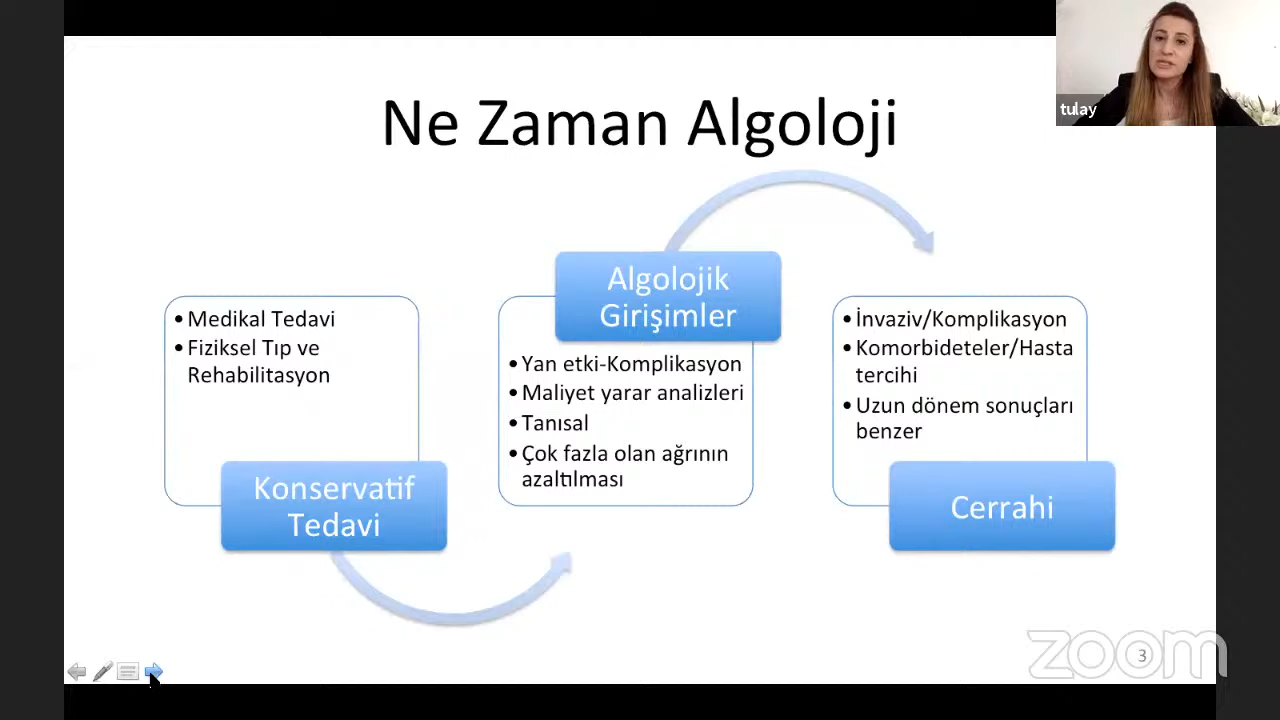 Ne Zaman Algoloji
tulay
• Medikal Tedavi
• Fiziksel Tıp ve
Rehabilitasyon
Konservatif
Tedavi
Algolojik
Girişimler
• Yan etki-Komplikasyon
• Maliyet yarar analizleri
• Tanısal
• Çok fazla olan ağrının
azaltılması
• İnvaziv/Komplikasyon
• Komorbideteler/Hasta
tercihi
• Uzun dönem sonuçları
benzer
Cerrahi
zoom
3